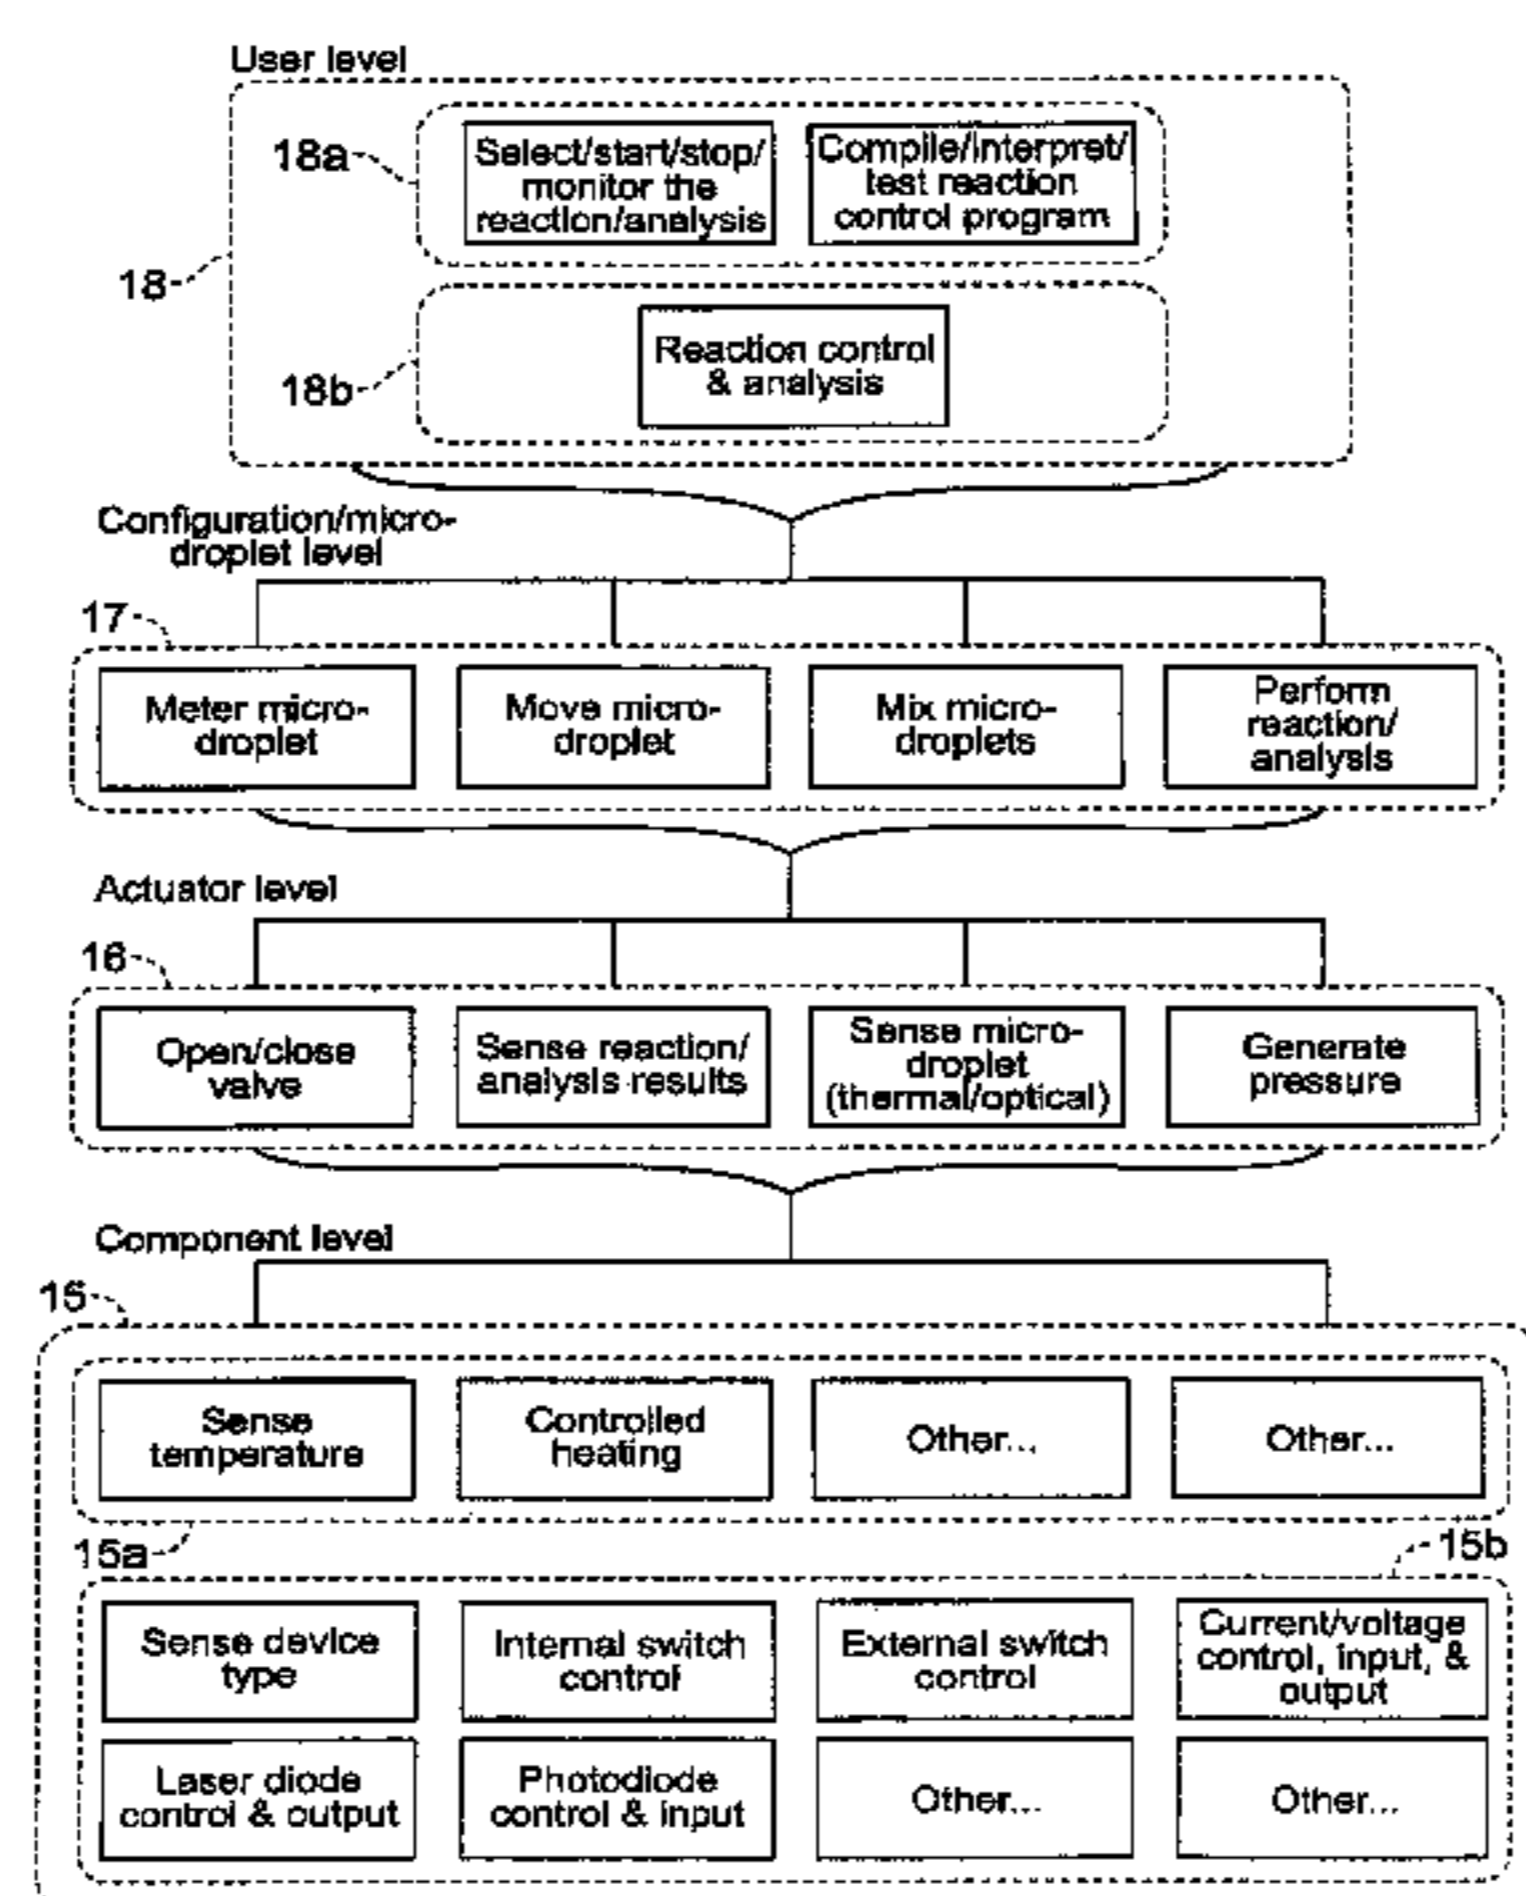 User level
18a
Select/start/stop/
monitor the
reaction/analysis
Compile/interpret/
test reaction
control program
18
18b
Reaction control
& analysis
Configuration/micro-
droplet level
17
Meter micro-
droplet
Move micro-
droplet
Mix micro-
droplets
Perform
reaction/
analysis
Actuator level
16
Open/close
valve
Sense reaction/
analysis results
Sense micro-
droplet
(thermal/optical)
Generate
pressure
Component level
15
Sense
temperature
Controlled
heating
Other...
Other...
15a
15b
Sense device
type
Internal switch
control
External switch
control
Current/voltage
control, input, &
output
Laser diode
control & output
Photodiode
control & input
Other...
Other...